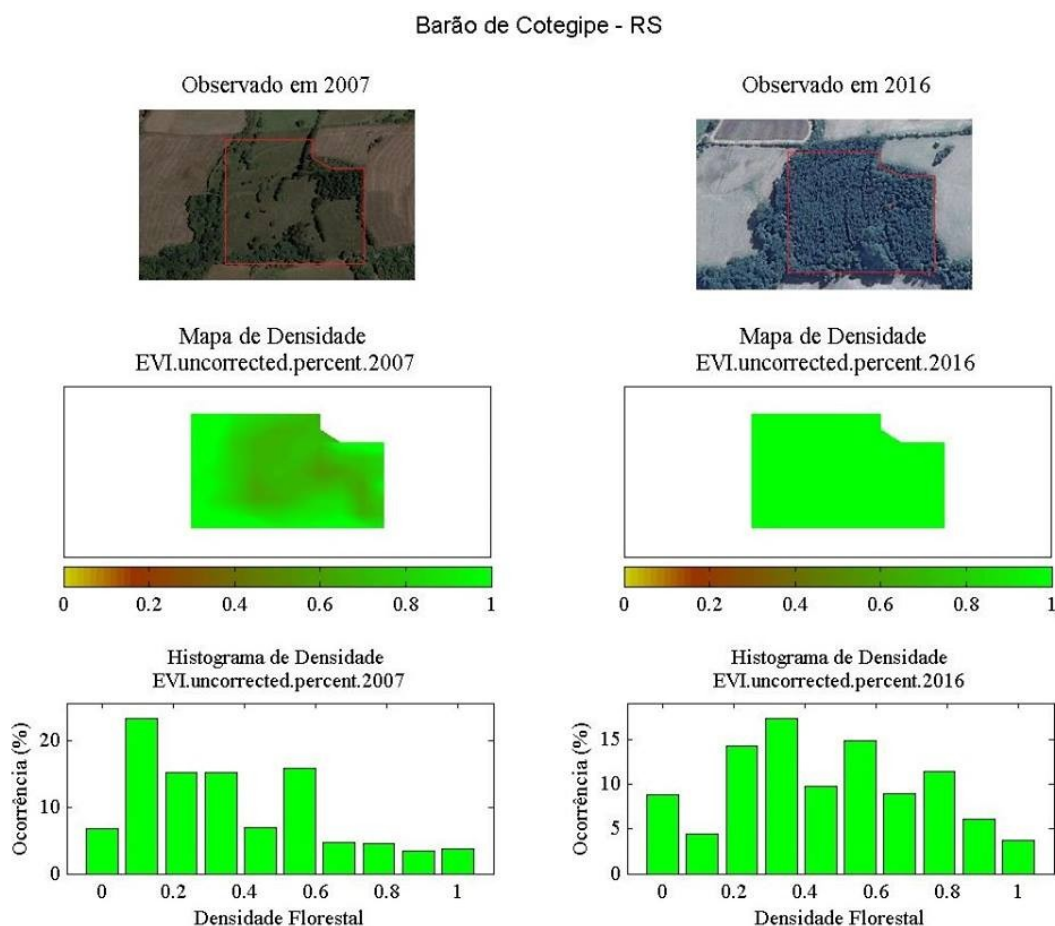 Barão de Cotegipe - RS
Observado em 2007
Observado em 2016
Mapa de Densidade
EVI.uncorrected.percent.2007
Mapa de Densidade
EVI.uncorrected.percent.2016
0 0.2 0.4 0.6 0.8 1
0 0.2 0.4 0.6 0.8 1
Histograma de Densidade
EVI.uncorrected.percent.2007
Ocorrência (%)
20
10
0
0 0.2 0.4 0.6 0.8 1
Densidade Florestal
Histograma de Densidade
EVI.uncorrected.percent.2016
Ocorrência (%)
15
10
5
0
0 0.2 0.4 0.6 0.8 1
Densidade Florestal